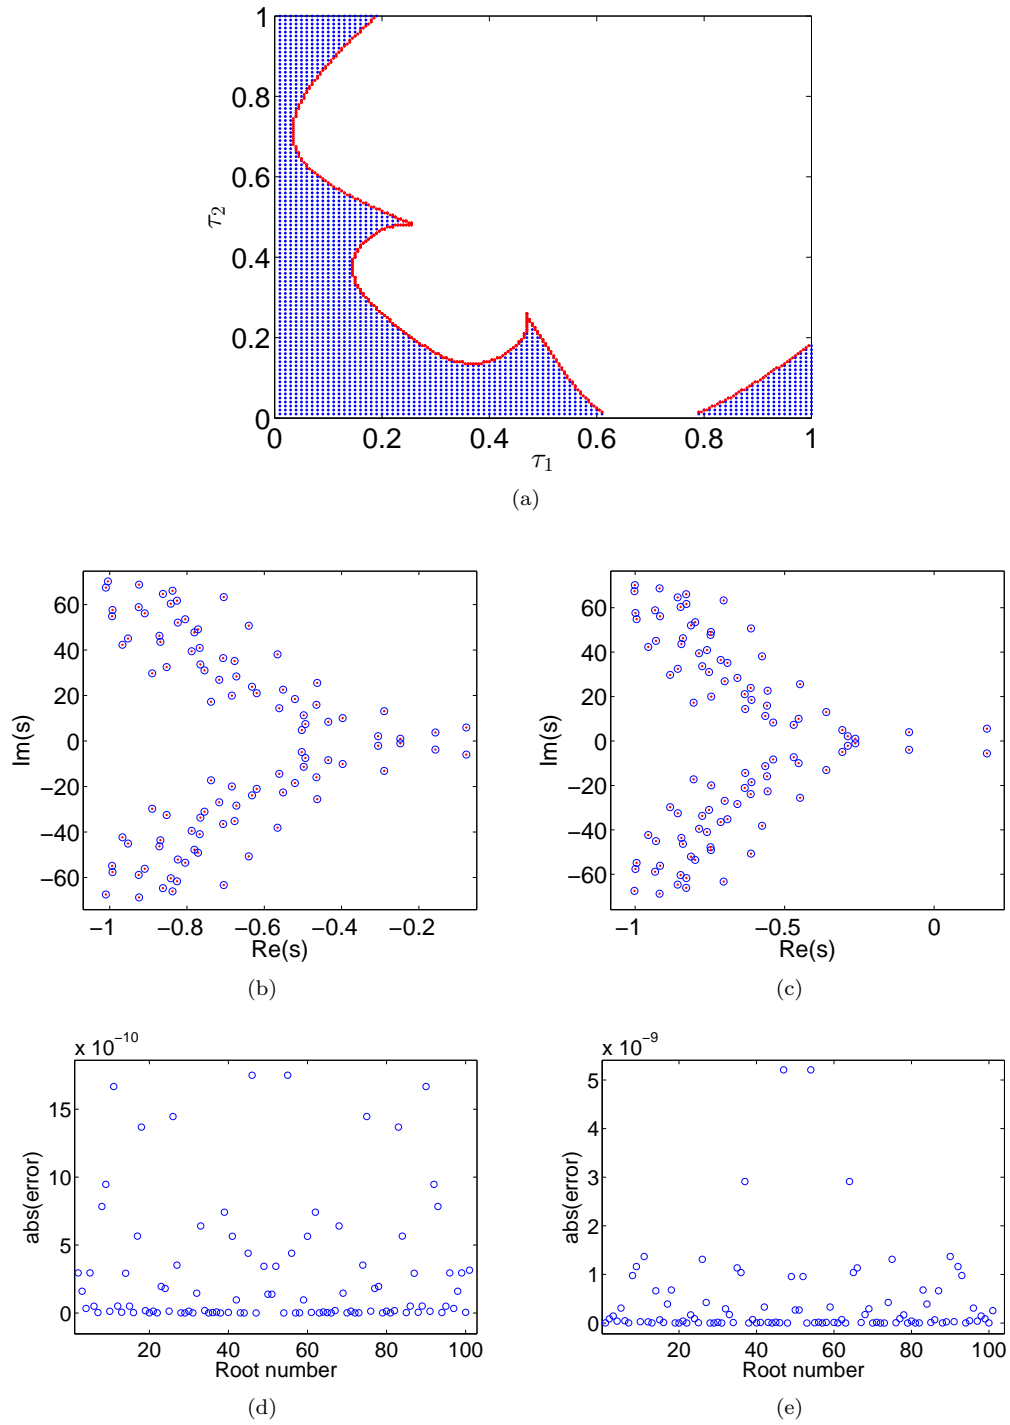 1
0.8
0.6
τ2
0.4
0.2
0
0 0.2 0.4 0.6 0.8 1
τ1
(a)
60
40
20
Im(s)
0
−20
−40
−60
−1 −0.8 −0.6 −0.4 −0.2
Re(s)
(b)
60
40
20
Im(s)
0
−20
−40
−60
−1 −0.5 0
Re(s)
(c)
x 10−10
15
10
abs(error)
5
0
20 40 60 80 100
Root number
(d)
x 10−9
5
4
3
abs(error)
2
1
0
20 40 60 80 100
Root number
(e)